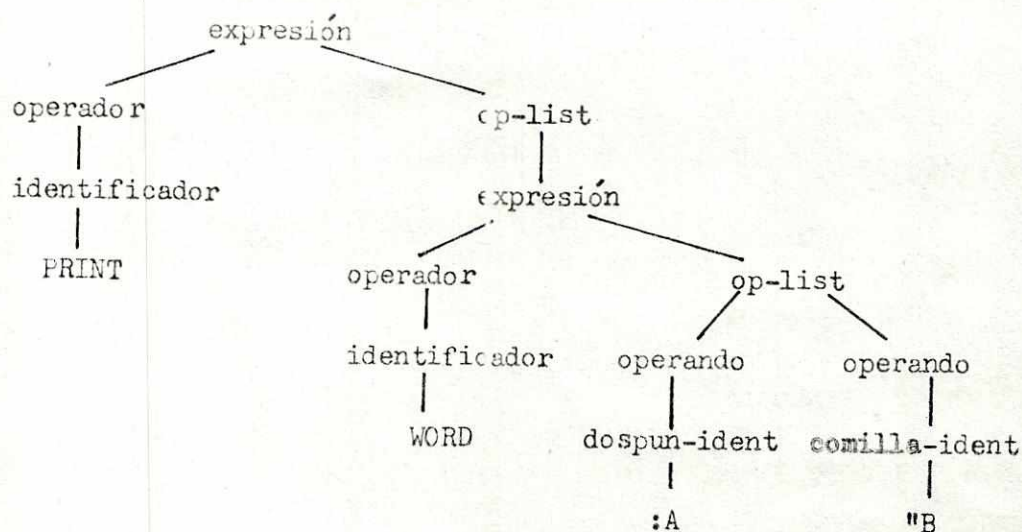 expresión
operador op-list
identificador expresión
PRINT operador op-list
identificador operando operando
WORD dospun-ident comilla-ident
:A "B